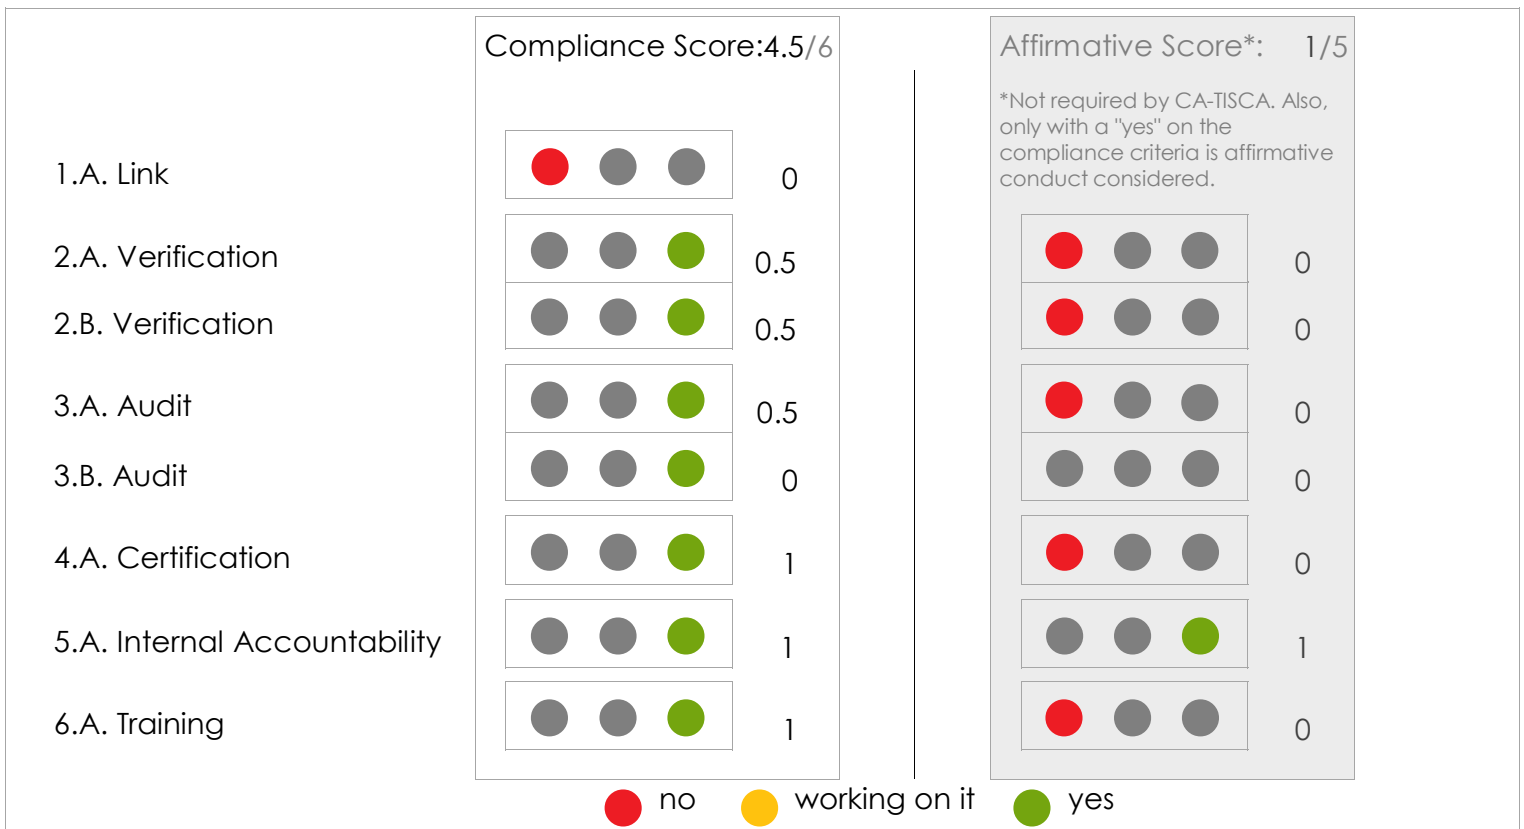 Compliance Score:4.5/6
Affirmative Score*: 1/5
*Not required by CA-TISCA. Also,
only with a "yes" on the
compliance criteria is affirmative
conduct considered.
1.A. Link 0
2.A. Verification 0.5 0
2.B. Verification 0.5 0
3.A. Audit 0.5 0
3.B. Audit 0 0
4.A. Certification 1 0
5.A. Internal Accountability 1 1
6.A. Training 1 0
no working on it yes